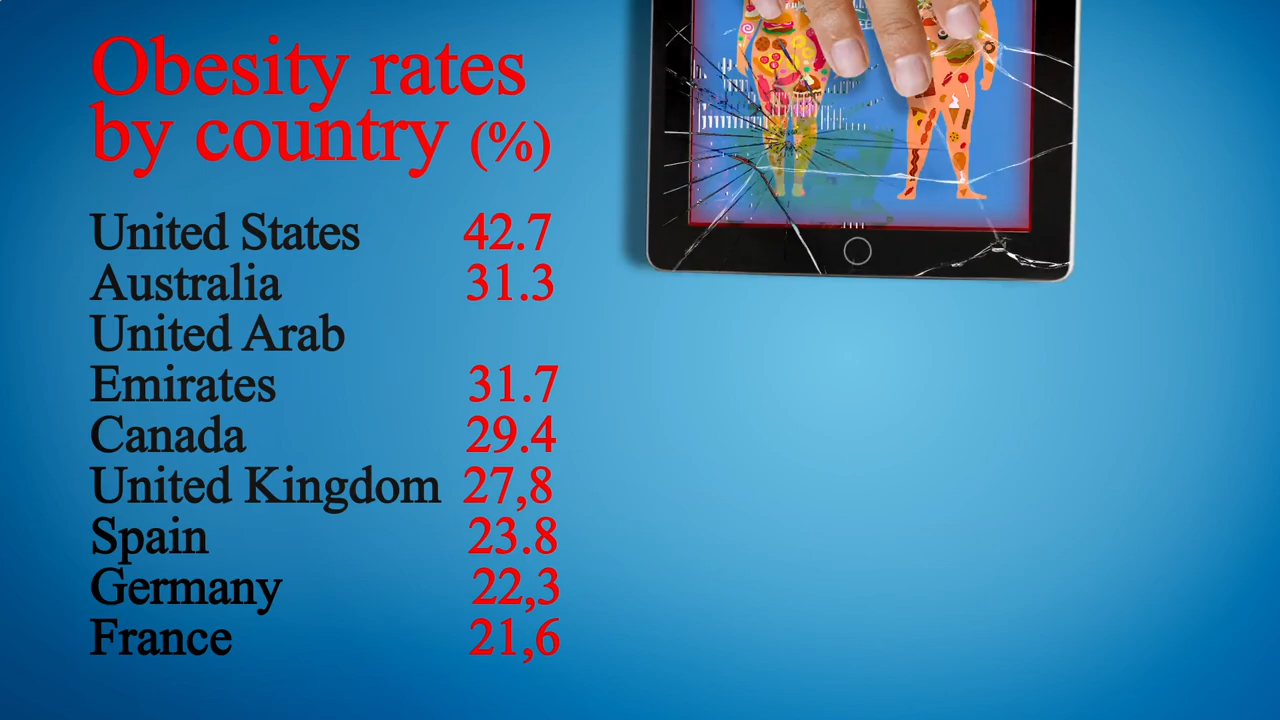 Obesity rates
by country (%)
United States 42.7
Australia 31.3
United Arab
Emirates 31.7
Canada 29.4
United Kingdom 27,8
Spain 23.8
Germany 22,3
France 21,6